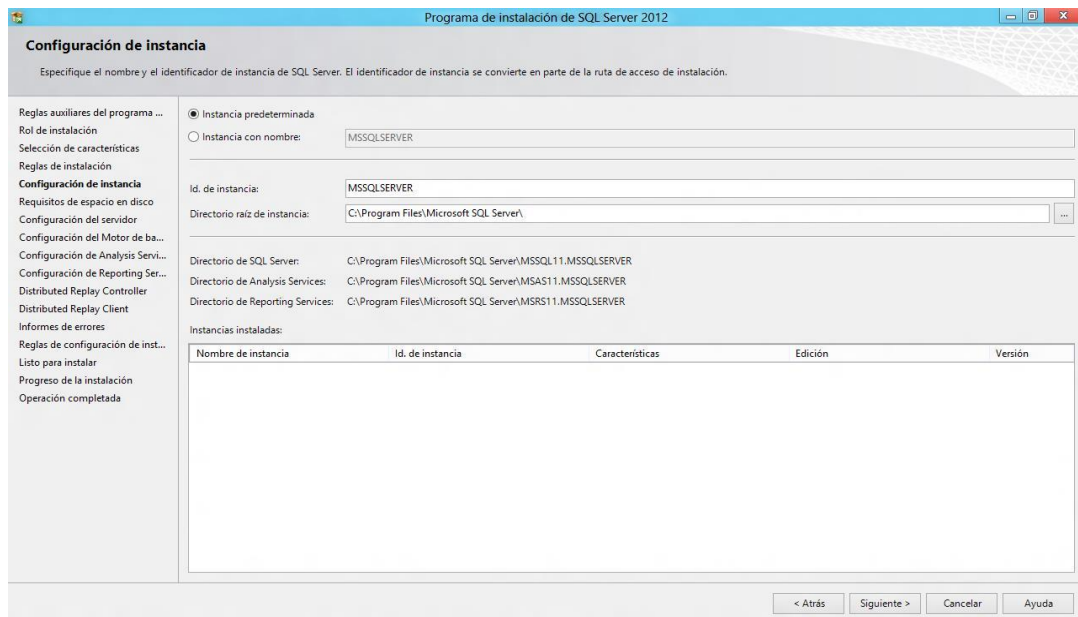 Programa de instalación de SQL Server 2012
Configuración de instancia
Especifique el nombre y el identificador de instancia de SQL Server. El identificador de instancia se convierte en parte de la ruta de acceso de instalación.
Reglas auxiliares del programa ...
Rol de instalación
Selección de características
Reglas de instalación
Configuración de instancia
Requisitos de espacio en disco
Configuración del servidor
Configuración del Motor de ba...
Configuración de Analysis Servi...
Configuración de Reporting Ser...
Distributed Replay Controller
Distributed Replay Client
Informes de errores
Reglas de configuración de inst...
Listo para instalar
Progreso de la instalación
Operación completada
Instancia predeterminada
Instancia con nombre: MSSQLSERVER
Id. de instancia: MSSQLSERVER
Directorio raíz de instancia: C:\Program Files\Microsoft SQL Server\ ...
Directorio de SQL Server: C:\Program Files\Microsoft SQL Server\MSSQL11.MSSQLSERVER
Directorio de Analysis Services: C:\Program Files\Microsoft SQL Server\MSAS11.MSSQLSERVER
Directorio de Reporting Services: C:\Program Files\Microsoft SQL Server\MSRS11.MSSQLSERVER
Instancias instaladas:
Nombre de instancia Id. de instancia Características Edición Versión
< Atrás Siguiente > Cancelar Ayuda